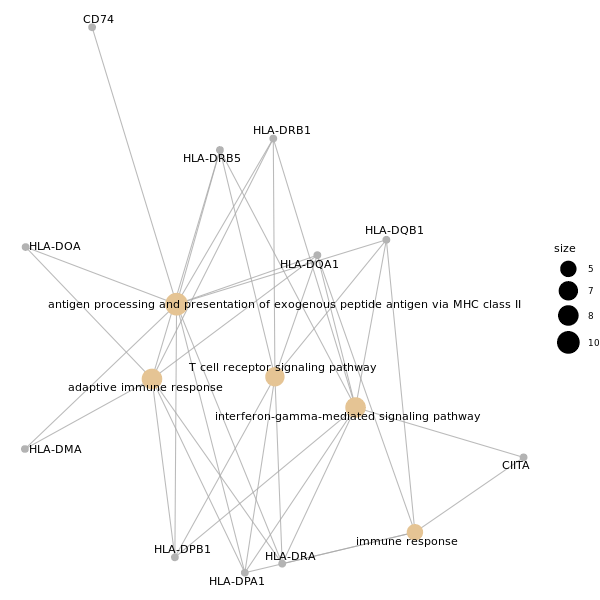 CD74
HLA-DRB1
HLA-DRB5
HLA-DQB1
HLA-DOA
HLA-DQA1
size
5
7
8
10
antigen processing and presentation of exogenous peptide antigen via MHC class II
T cell receptor signaling pathway
adaptive immune response
interferon-gamma-mediated signaling pathway
HLA-DMA
CIITA
immune response
HLA-DPB1
HLA-DRA
HLA-DPA1